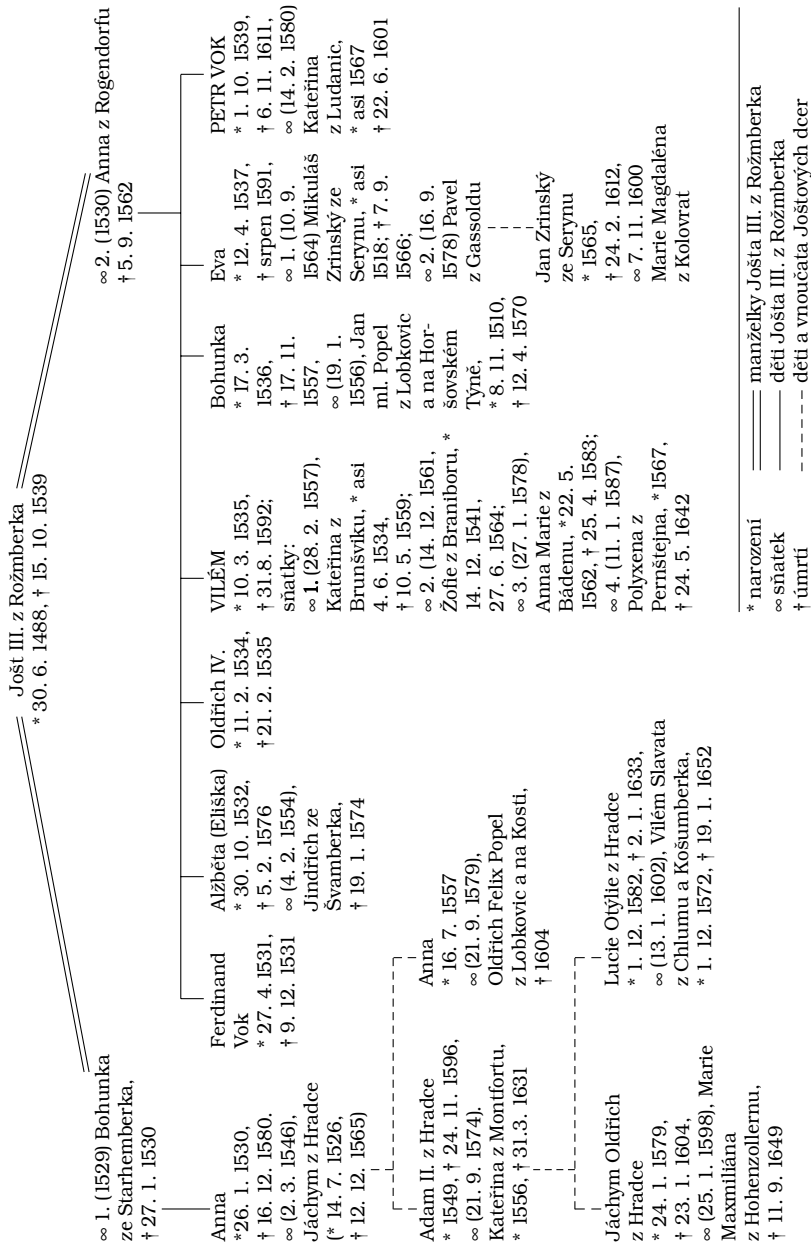 Jošt III. z Rožmberka
* 30. 6. 1488, † 15. 10. 1539
∞ 1. (1529) Bohunka
ze Starhemberka,
† 27. 1. 1530
∞ 2. (1530) Anna z Rogendorfu
† 5. 9. 1562
Anna
*26. 1. 1530,
† 16. 12. 1580.
∞ (2. 3. 1546),
Jáchym z Hradce
(* 14. 7. 1526,
† 12. 12. 1565)
Ferdinand
Vok
* 27. 4.1531,
† 9. 12. 1531
Alžběta (Eliška)
* 30. 10. 1532,
† 5. 2. 1576
∞ (4. 2. 1554),
Jindřich ze
Švamberka,
† 19. 1. 1574
Oldřich IV.
* 11. 2. 1534,
† 21. 2. 1535
VILÉM
* 10. 3. 1535,
† 31.8. 1592;
sňatky;
∞ 1. (28. 2. 1557),
Kateřina z
Brunšviku, * asi
4. 6. 1534,
† 10. 5. 1559;
∞ 2. (14. 12. 1561,
Žofie z Braniboru, *
14. 12. 1541,
27. 6. 1564;
∞ 3. (27. 1. 1578),
Anna Marie z
Bádenu, *22. 5.
1562, † 25. 4. 1583;
∞ 4. (11. 1. 1587),
Polyxena z
Pernštejna, *1567,
† 24. 5. 1642
Bohunka
* 17. 3.
1536,
† 17. 11.
1557,
∞ (19. 1.
1556), Jan
ml. Popel
z Lobkovic
a na Hor-
šovském
Týně,
* 8. 11. 1510,
† 12. 4. 1570
Eva
* 12. 4. 1537,
† srpen 1591,
∞ 1. (10. 9.
1564) Mikuláš
Zrinský ze
Serynu, * asi
1518; † 7. 9.
1566;
∞ 2. (16. 9.
1578) Pavel
z Gassoldu
PETR VOK
* 1. 10. 1539,
† 6. 11. 1611,
∞ (14. 2. 1580)
Kateřina
z Ludanic,
* asi 1567
† 22. 6. 1601
Adam II. z Hradce
* 1549, † 24. 11. 1596,
∞ (21. 9. 1574),
Kateřina z Montfortu,
* 1556, † 31.3. 1631
Anna
* 16. 7. 1557
∞ (21. 9. 1579),
Oldřich Felix Popel
z Lobkovic a na Kosti,
† 1604
Jan Zrinský
ze Serynu
* 1565,
† 24. 2. 1612,
∞ 7. 11. 1600
Marie Magdaléna
z Kolovrat
Jáchym Oldřich
z Hradce
* 24. 1. 1579,
† 23. 1. 1604,
∞ (25. 1. 1598), Marie
Maxmiliána
z Hohenzollernu,
† 11. 9. 1649
Lucie Otýlie z Hradce
* 1. 12. 1582, † 2. 1. 1633,
∞ (13. 1. 1602), Vilém Slavata
z Chlumu a Košumberka,
* 1. 12. 1572, † 19. 1. 1652
* narození
∞ sňatek
† úmrtí
manželky Jošta III. z Rožmberka
děti Jošta III. z Rožmberka
děti a vnoučata Joštových dcer